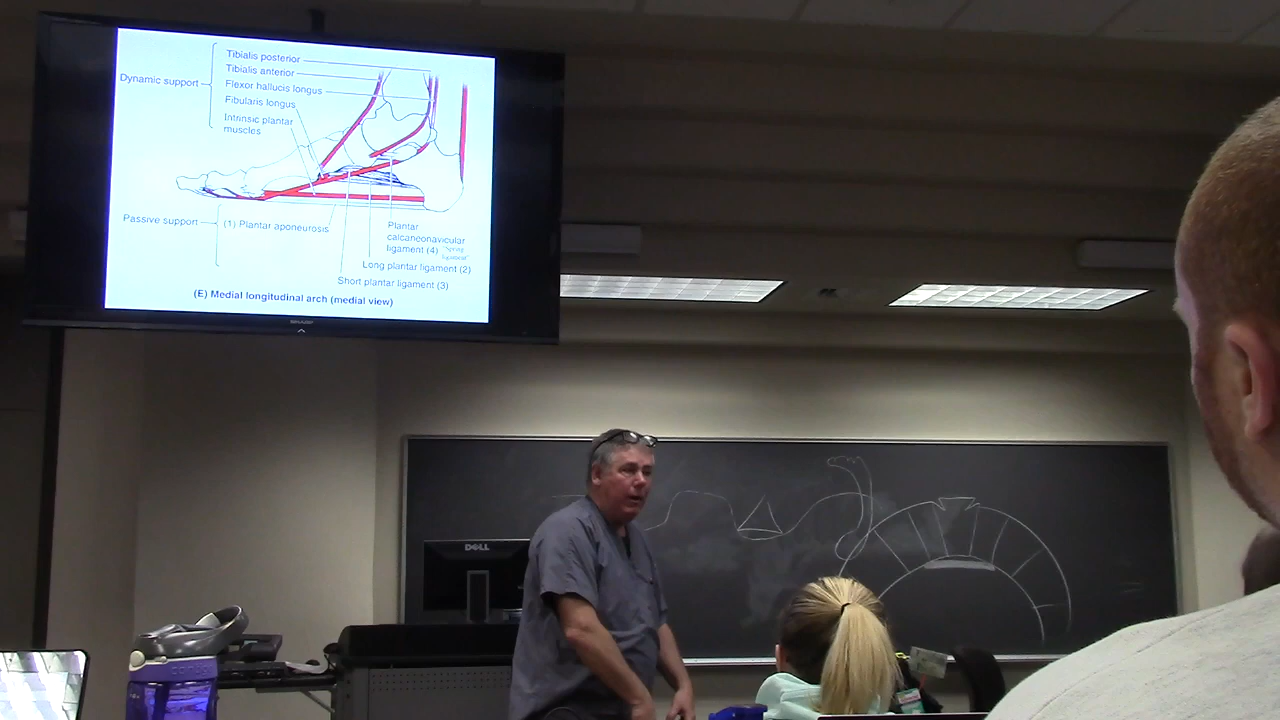 Tibialis posterior
Tibialis anterior
Dynamic support
Flexor hallucis longus
Fibularis longus
Intrinsic plantar
muscles
Passive support
(1) Plantar aponeurosis
Plantar
calcaneonavicular
ligament (4) "Spring
ligament"
Long plantar ligament (2)
Short plantar ligament (3)
(E) Medial longitudinal arch (medial view)
SHARP
DELL